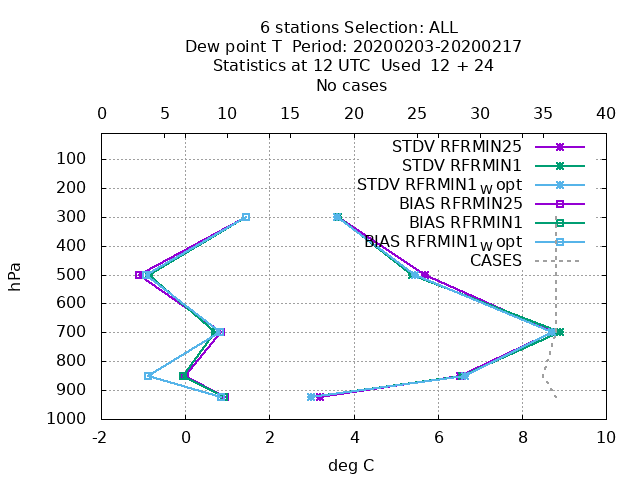 6 stations Selection: ALL
Dew point T  Period: 20200203-20200217
Statistics at 12 UTC  Used  12 + 24
No cases
0 5 10 15 20 25 30 35 40
STDV RFRMIN25
100
STDV RFRMIN1
200
STDV RFRMIN1_W opt
BIAS RFRMIN25
300
BIAS RFRMIN1
400
BIAS RFRMIN1_W opt
CASES
hPa
500
600
700
800
900
1000
-2 0 2 4 6 8 10
deg C